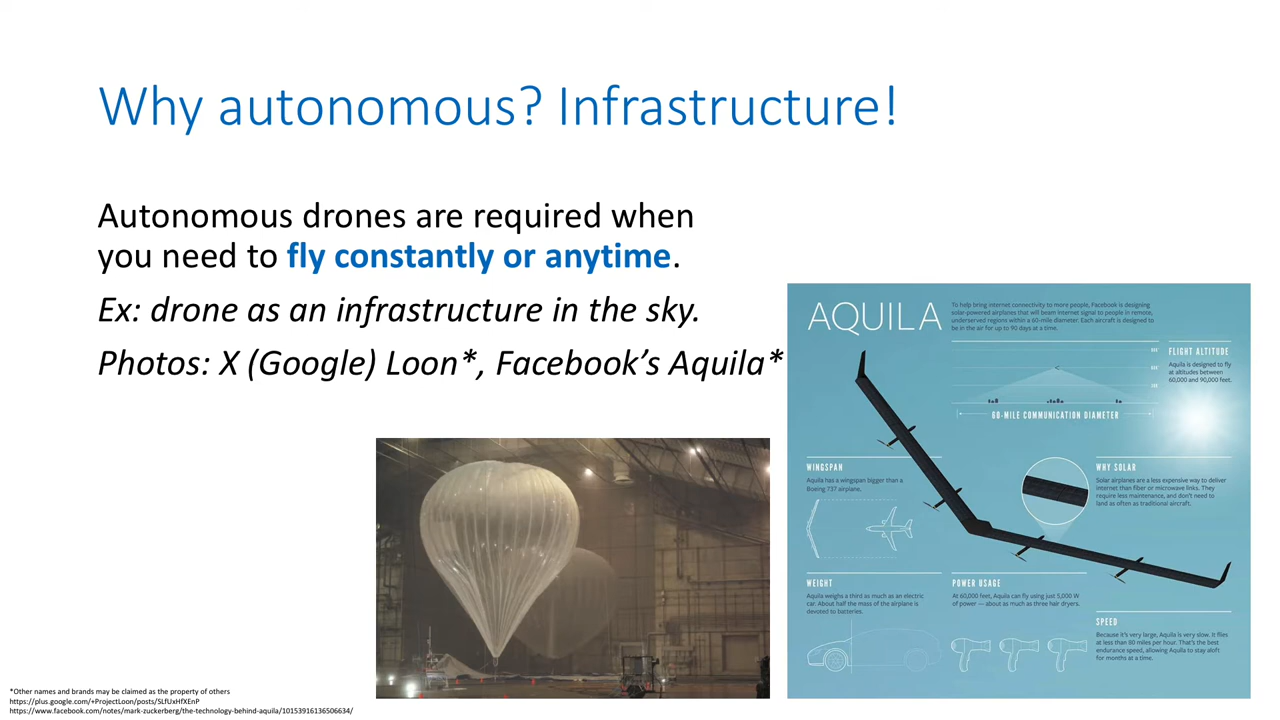 Why autonomous? Infrastructure!
Autonomous drones are required when
you need to fly constantly or anytime.
Ex: drone as an infrastructure in the sky.
Photos: X (Google) Loon*, Facebook's Aquila*
AQUILA
To help bring internet connectivity to more people, Facebook is designing
solar-powered airplanes that will beam internet signal to people in remote,
underserved regions within a 60-mile diameter. Each aircraft is designed to
be in the air for up to 90 days at a time.
FLIGHT ALTITUDE
Aquila is designed to fly
at altitudes between
60,000 and 90,000 feet.
60-MILE COMMUNICATION DIAMETER
WINGSPAN
Aquila has a wingspan bigger than a
Boeing 737 airplane.
WHY SOLAR
Solar airplanes are a less expensive way to deliver
internet than fiber or microwave links. They
require less maintenance, and don't need to
land as often as traditional aircraft.
WEIGHT
Aquila weighs a third as much as an electric
car. About half the mass of the airplane is
devoted to batteries.
POWER USAGE
At 60,000 feet, Aquila can fly using just 5,000 W
of power — about as much as three hair dryers.
SPEED
Because it's very large, Aquila is very slow. It flies
at less than 80 miles per hour. That's the best
endurance speed, allowing Aquila to stay aloft
for months at a time.
*Other names and brands may be claimed as the property of others
https://plus.google.com/+ProjectLoon/posts/SLfUxHfXEnP
https://www.facebook.com/notes/mark-zuckerberg/the-technology-behind-aquila/10153916136506634/